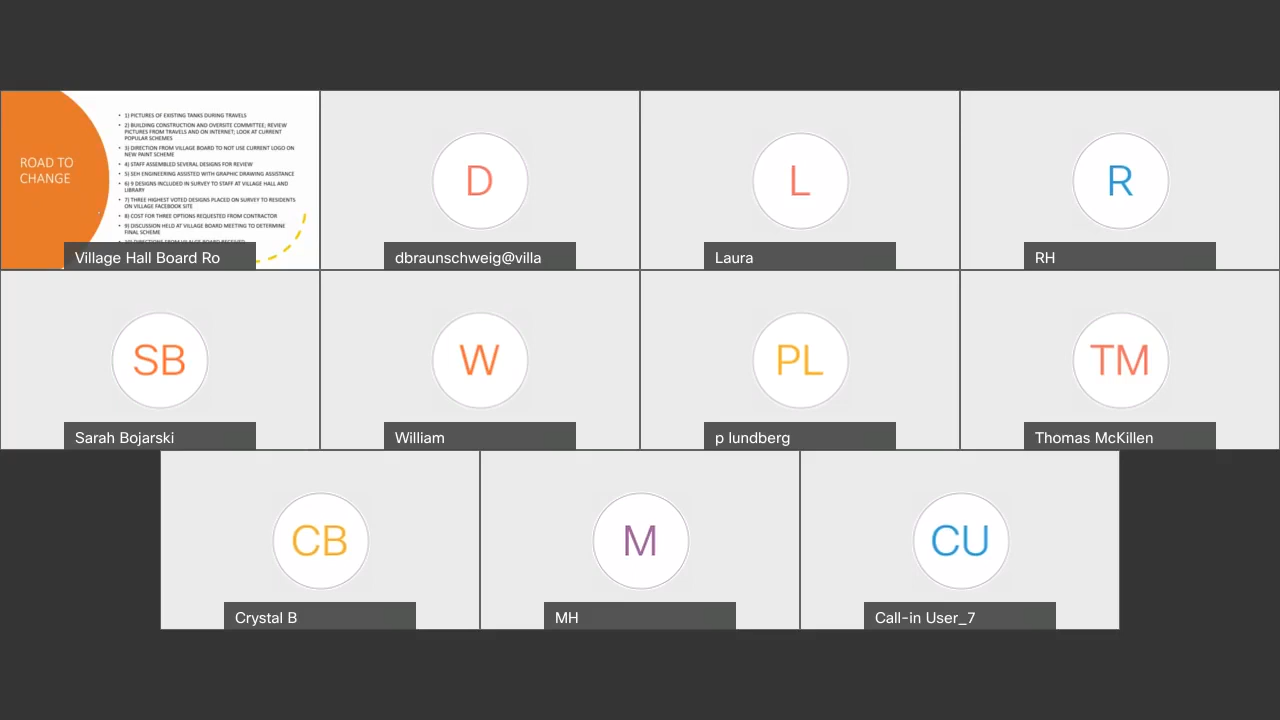 ROAD TO
CHANGE
• 1) PICTURES OF EXISTING TANKS DURING TRAVELS
• 2) BUILDING CONSTRUCTION AND OVERSITE COMMITTEE; REVIEW
PICTURES FROM TRAVELS AND ON INTERNET; LOOK AT CURRENT
POPULAR SCHEMES
• 3) DIRECTION FROM VILLAGE BOARD TO NOT USE CURRENT LOGO ON
NEW PAINT SCHEME
• 4) STAFF ASSEMBLED SEVERAL DESIGNS FOR REVIEW
• 5) SEH ENGINEERING ASSISTED WITH GRAPHIC DRAWING ASSISTANCE
• 6) 9 DESIGNS INCLUDED IN SURVEY TO STAFF AT VILLAGE HALL AND
LIBRARY
• 7) THREE HIGHEST VOTED DESIGNS PLACED ON SURVEY TO RESIDENTS
ON VILLAGE FACEBOOK SITE
• 8) COST FOR THREE OPTIONS REQUESTED FROM CONTRACTOR
• 9) DISCUSSION HELD AT VILLAGE BOARD MEETING TO DETERMINE
FINAL SCHEME
Village Hall Board Ro
D
dbraunschweig@villa
L
Laura
R
RH
SB
Sarah Bojarski
W
William
PL
p lundberg
TM
Thomas McKillen
CB
Crystal B
M
MH
CU
Call-in User_7